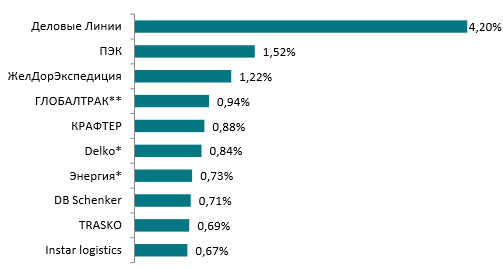 Деловые Линии 4,20%
ПЭК 1,52%
ЖелДорЭкспедиция 1,22%
ГЛОБАЛТРАК** 0,94%
КРАФТЕР 0,88%
Delko* 0,84%
Энергия* 0,73%
DB Schenker 0,71%
TRASKO 0,69%
Instar logistics 0,67%